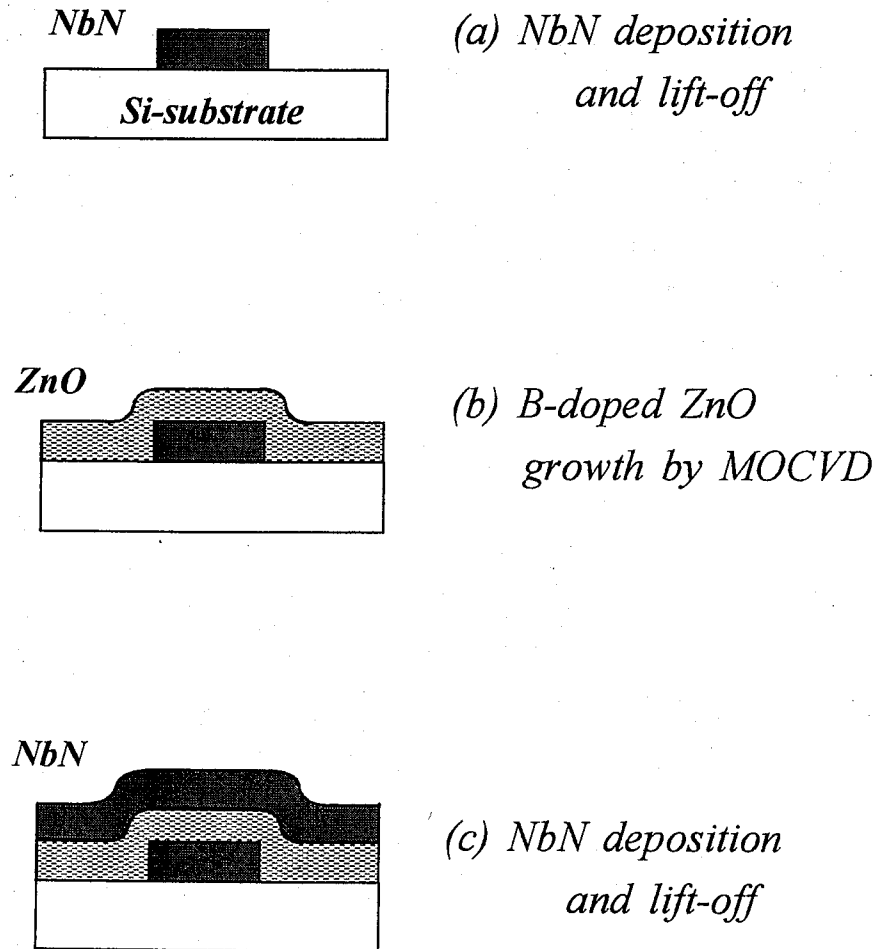 NbN
(a) NbN deposition
and lift-off
Si-substrate
ZnO
(b) B-doped ZnO
growth by MOCVD
NbN
(c) NbN deposition
and lift-off